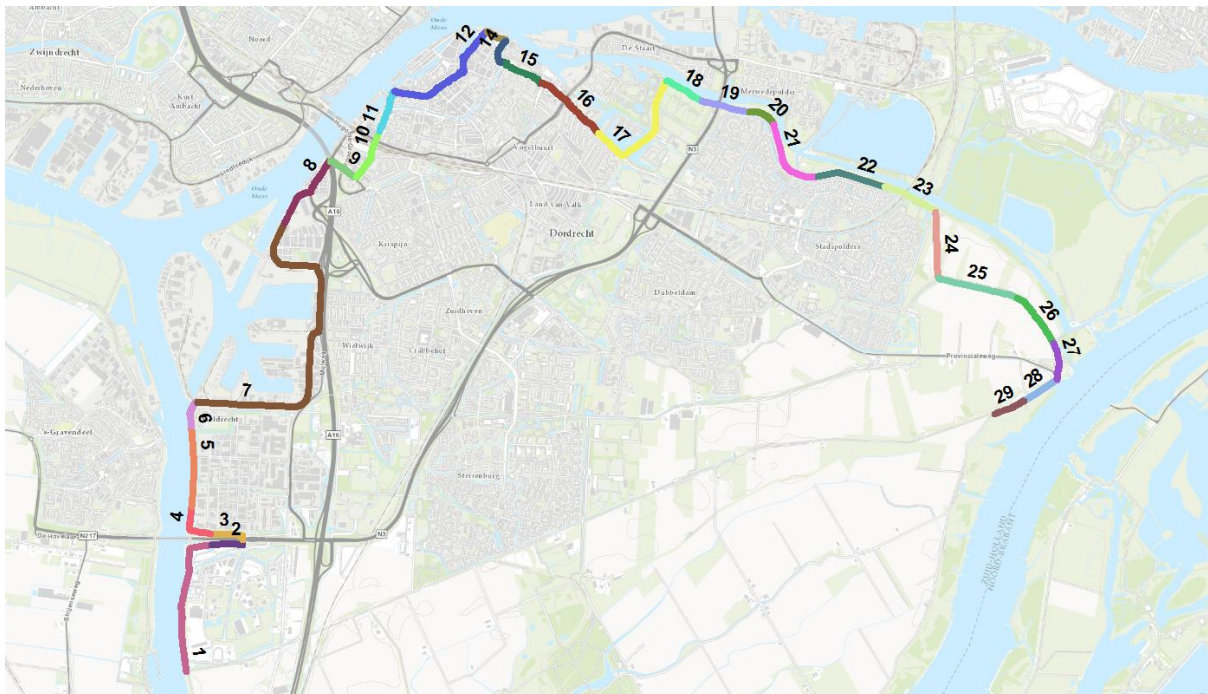 Ambacht
Zwijndrecht
Noord
Nederhoven
Kort
Ambacht
Oude
Maas
12
14
15
De Staart
16
17
18
19
Merwedepolder
20
21
11
10
9
8
Vogelbuurt
N3
Oude
Maas
A16
Krispijn
Land van Valk
Dordrecht
22
23
Stadspolders
24
25
26
27
Dubbeldam
Zuidhoven
Wielwijk
Crabbehof
Provincialeweg
28
29
7
6
5
's-Gravendeel
A16
Sterrenburg
4
3
2
N217
N3
ZUID-HOLLAND
NOORD-BRABANT
1